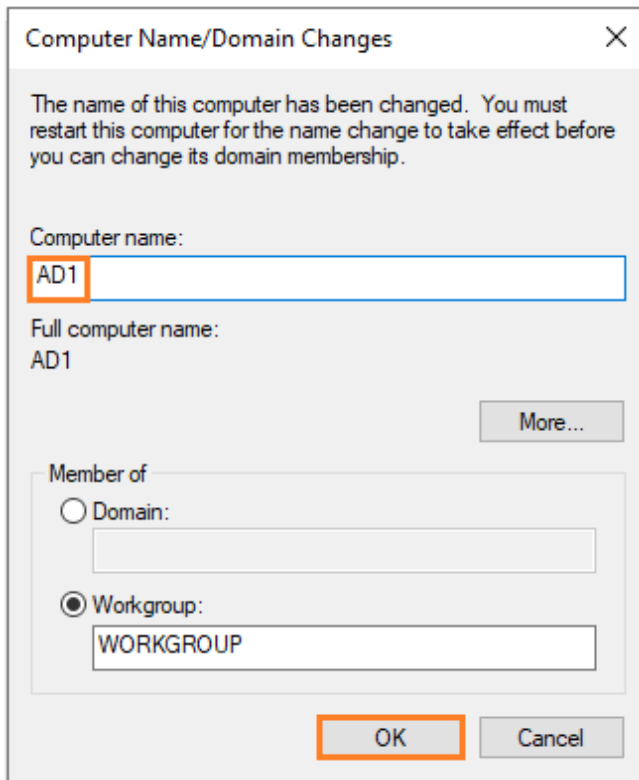 Computer Name/Domain Changes
The name of this computer has been changed. You must
restart this computer for the name change to take effect before
you can change its domain membership.
Computer name:
AD1
Full computer name:
AD1
More...
Member of
Domain:
Workgroup:
WORKGROUP
OK
Cancel